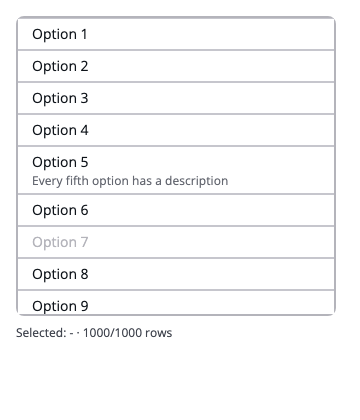 Option 1
Option 2
Option 3
Option 4
Option 5
Every fifth option has a description
Option 6
Option 7
Option 8
Option 9
Selected: - · 1000/1000 rows